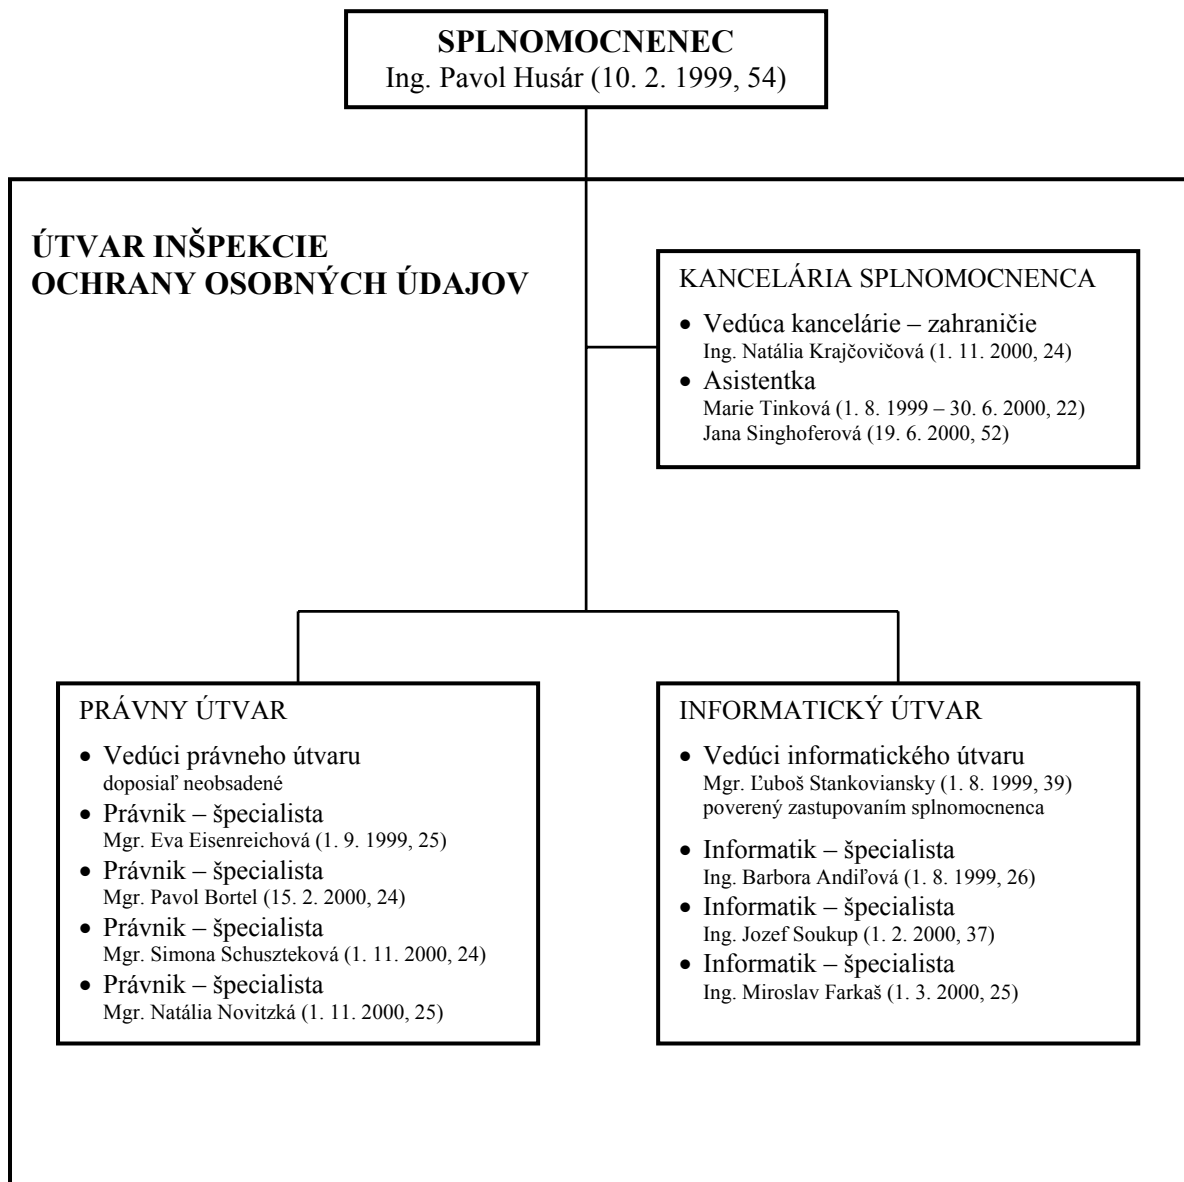 SPLNOMOCNENEC
Ing. Pavol Husár (10. 2. 1999, 54)
ÚTVAR INŠPEKCIE
OCHRANY OSOBNÝCH ÚDAJOV
KANCELÁRIA SPLNOMOCNENCA
• Vedúca kancelárie – zahraničie
Ing. Natália Krajčovičová (1. 11. 2000, 24)
• Asistentka
Marie Tinková (1. 8. 1999 – 30. 6. 2000, 22)
Jana Singhoferová (19. 6. 2000, 52)
PRÁVNY ÚTVAR
• Vedúci právneho útvaru
doposiaľ neobsadené
• Právnik – špecialista
Mgr. Eva Eisenreichová (1. 9. 1999, 25)
• Právnik – špecialista
Mgr. Pavol Bortel (15. 2. 2000, 24)
• Právnik – špecialista
Mgr. Simona Schuszteková (1. 11. 2000, 24)
• Právnik – špecialista
Mgr. Natália Novitzká (1. 11. 2000, 25)
INFORMATICKÝ ÚTVAR
• Vedúci informatického útvaru
Mgr. Ľuboš Stankoviansky (1. 8. 1999, 39)
poverený zastupovaním splnomocnenca
• Informatik – špecialista
Ing. Barbora Andiľová (1. 8. 1999, 26)
• Informatik – špecialista
Ing. Jozef Soukup (1. 2. 2000, 37)
• Informatik – špecialista
Ing. Miroslav Farkaš (1. 3. 2000, 25)